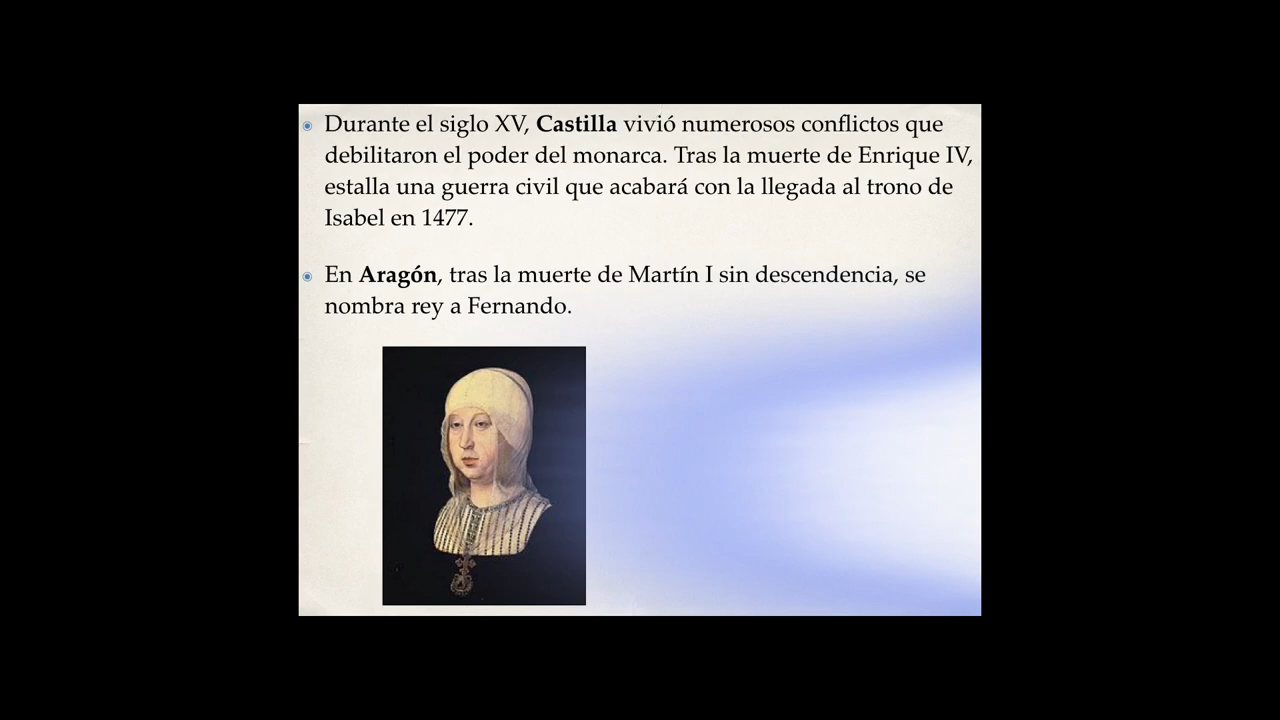 Durante el siglo XV, Castilla vivió numerosos conflictos que
debilitaron el poder del monarca. Tras la muerte de Enrique IV,
estalla una guerra civil que acabará con la llegada al trono de
Isabel en 1477.
En Aragón, tras la muerte de Martín I sin descendencia, se
nombra rey a Fernando.